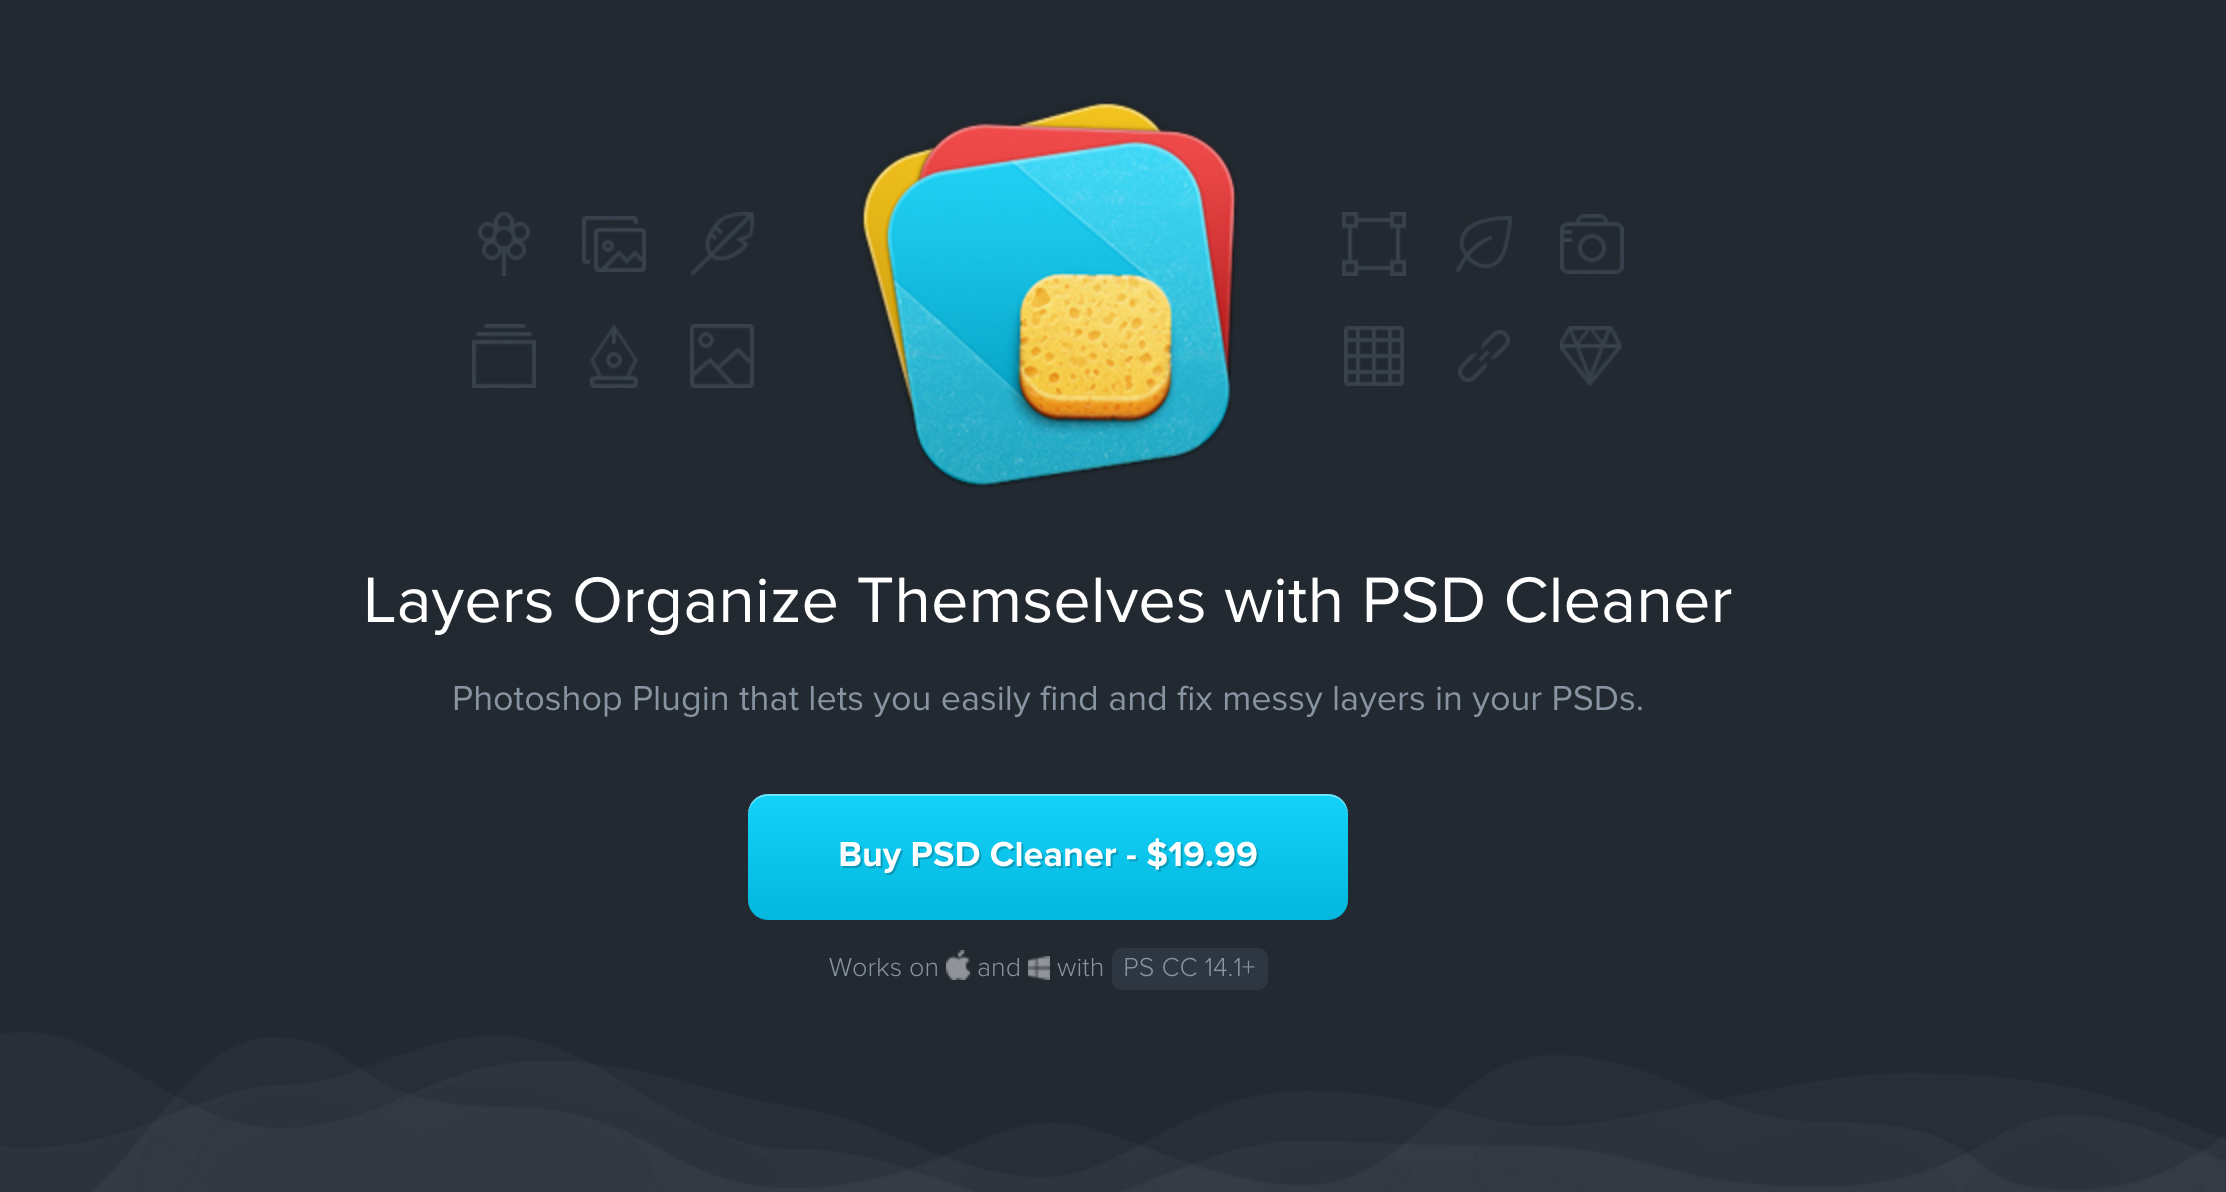 Layers Organize Themselves with PSD Cleaner
Photoshop Plugin that lets you easily find and fix messy layers in your PSDs.
Buy PSD Cleaner - $19.99
Works on and with PS CC 14.1+